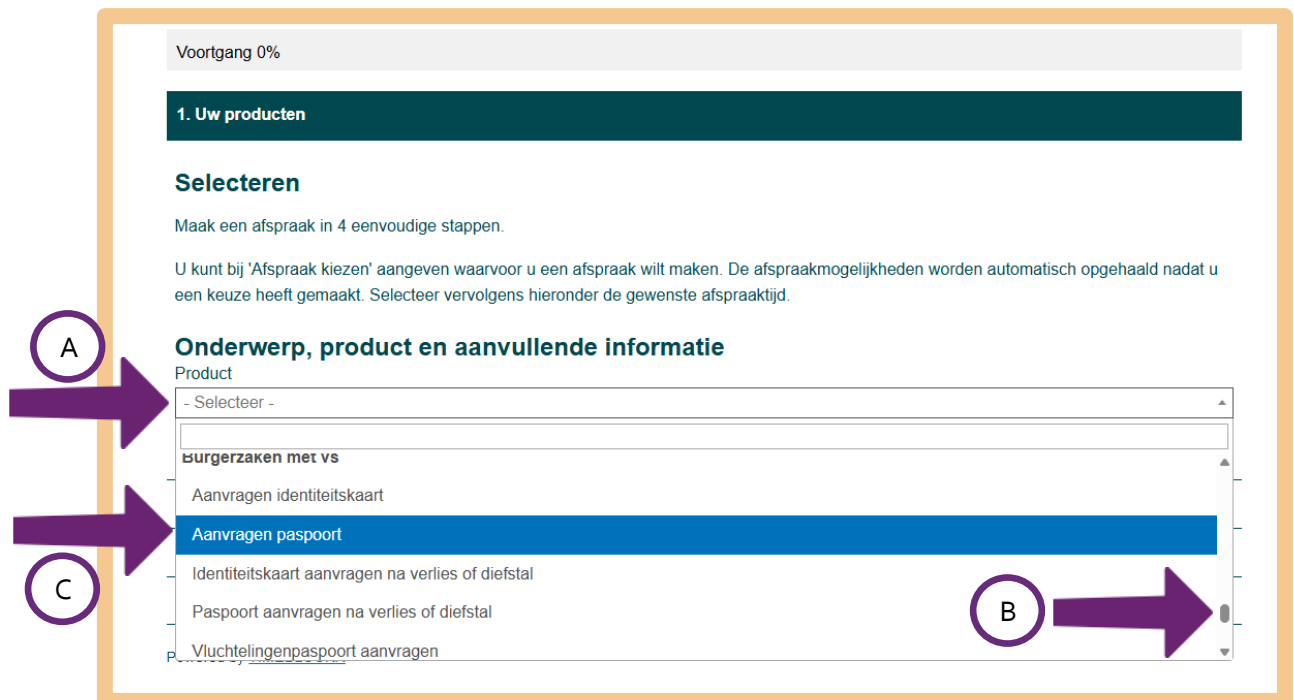 Voortgang 0%
1. Uw producten
Selecteren
Maak een afspraak in 4 eenvoudige stappen.
U kunt bij 'Afspraak kiezen' aangeven waarvoor u een afspraak wilt maken. De afspraakmogelijkheden worden automatisch opgehaald nadat u
een keuze heeft gemaakt. Selecteer vervolgens hieronder de gewenste afspraaktijd.
A
Onderwerp, product en aanvullende informatie
Product
- Selecteer -
Burgerzaken met vs
Aanvragen identiteitskaart
Aanvragen paspoort
Identiteitskaart aanvragen na verlies of diefstal
C
Paspoort aanvragen na verlies of diefstal
B
Vluchtelingenpaspoort aanvragen